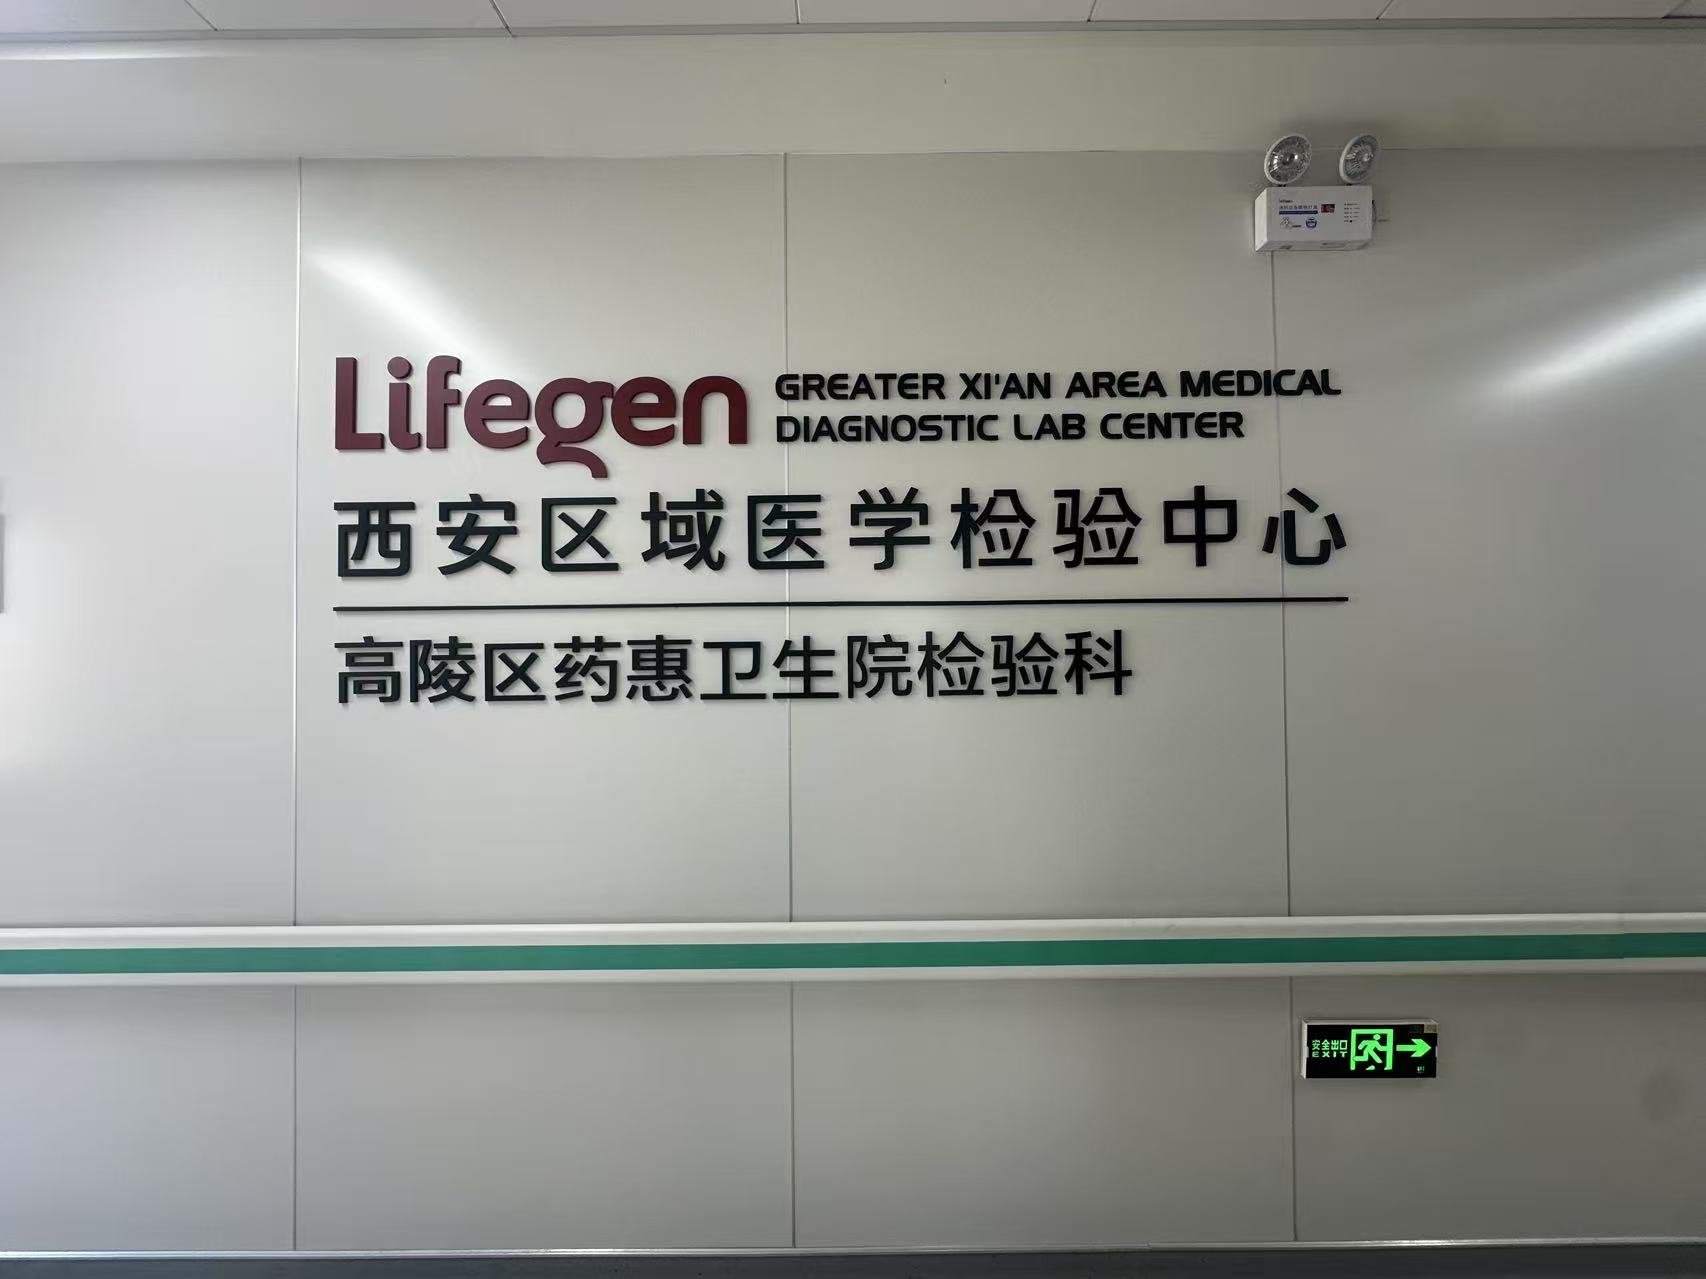 Lifegen
GREATER XI'AN AREA MEDICAL
DIAGNOSTIC LAB CENTER
西安区域医学检验中心
高陵区药惠卫生院检验科
安全出口
EXIT